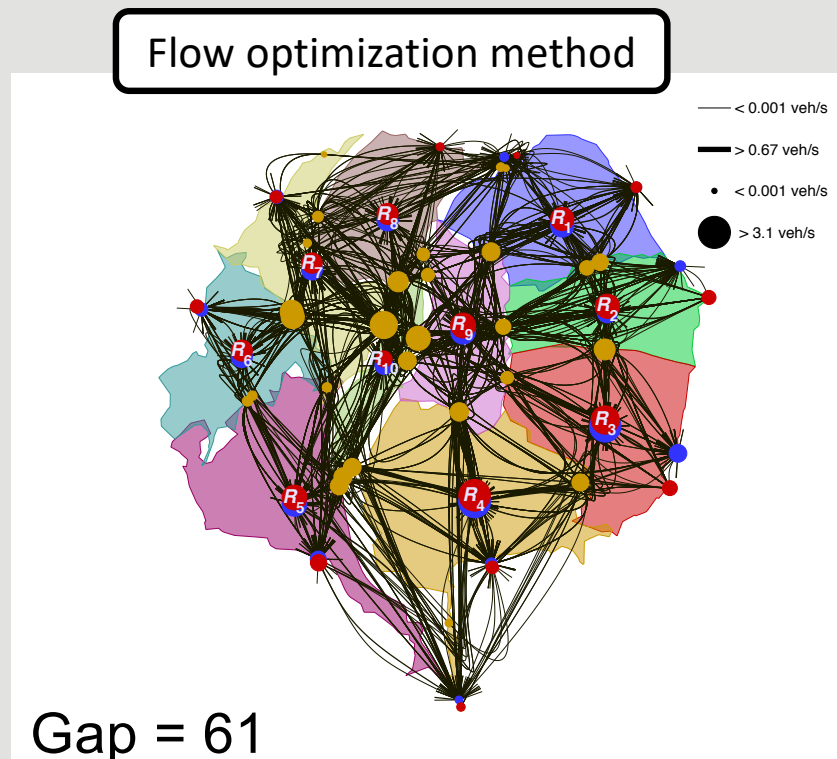 Flow optimization method
< 0.001 veh/s
> 0.67 veh/s
< 0.001 veh/s
> 3.1 veh/s
R8
R1
R7
R2
R9
R6
R10
R3
R5
R4
Gap = 61